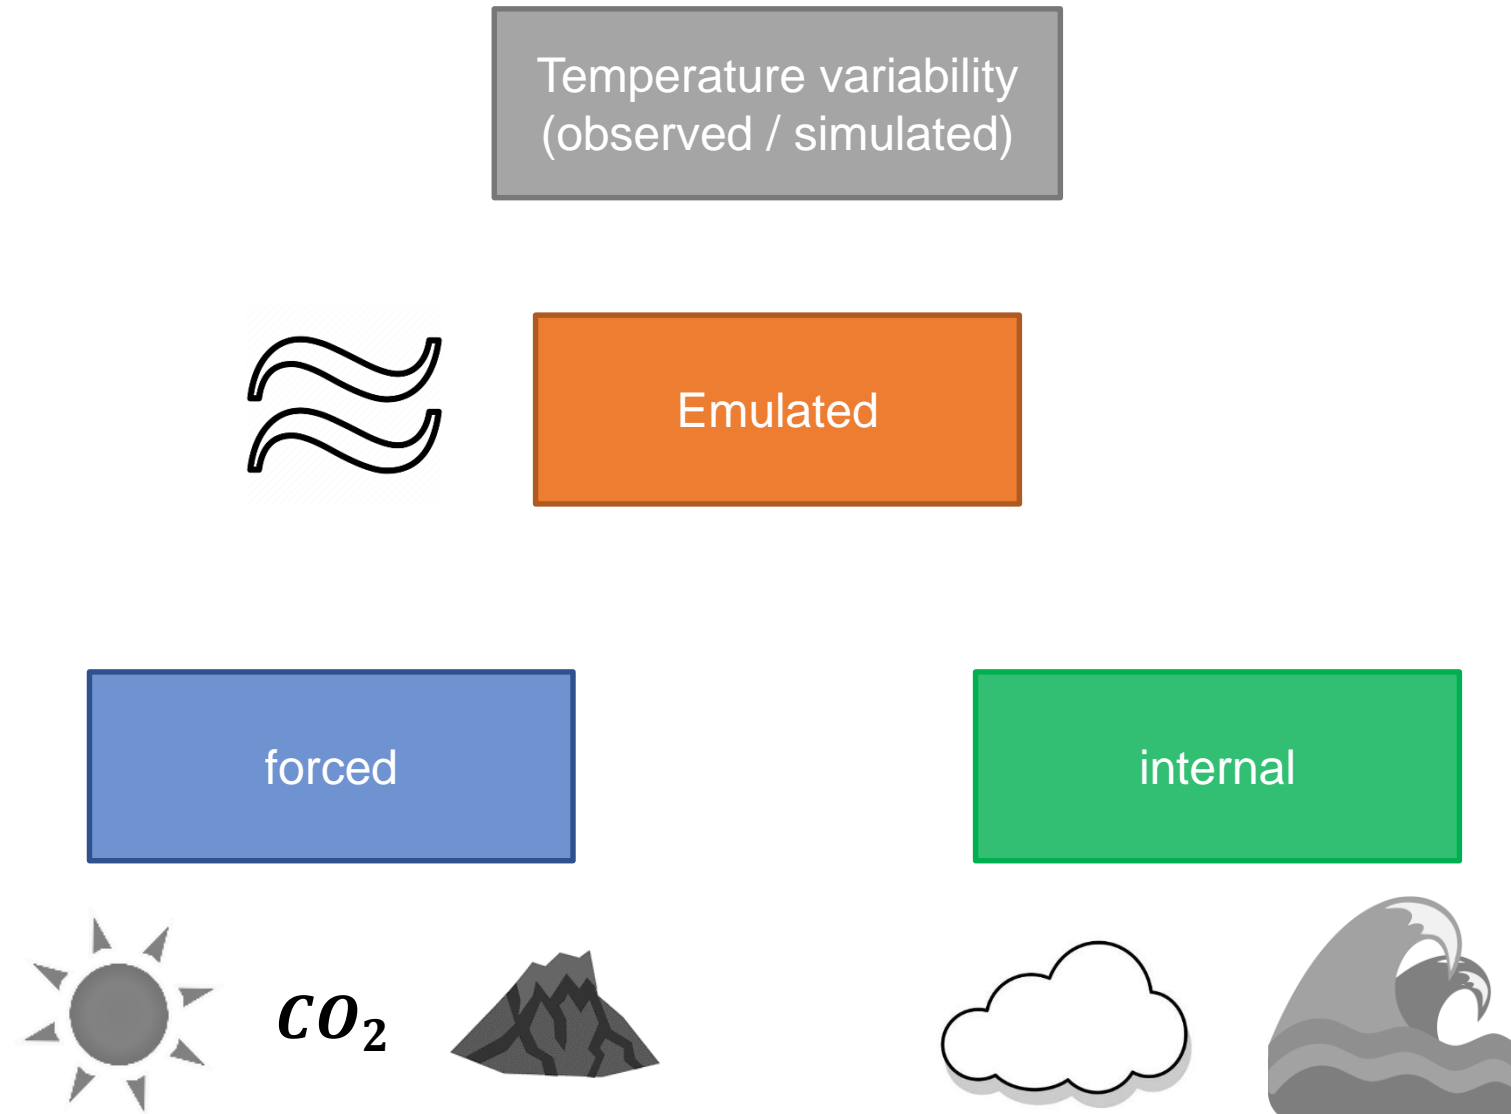 Temperature variability
(observed / simulated)
Emulated
forced
internal
CO₂